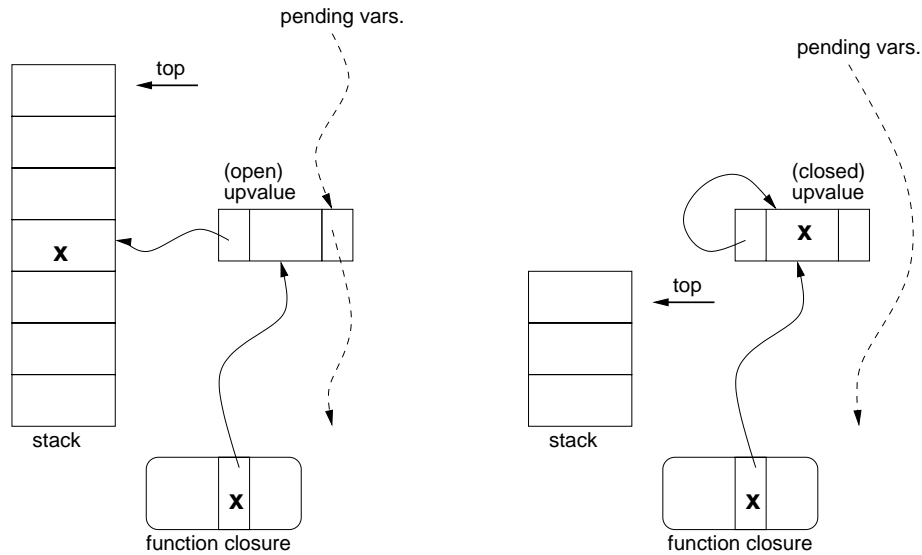 pending vars.
top
(open)
upvalue
x
stack
x
function closure
pending vars.
(closed)
upvalue
x
top
stack
x
function closure